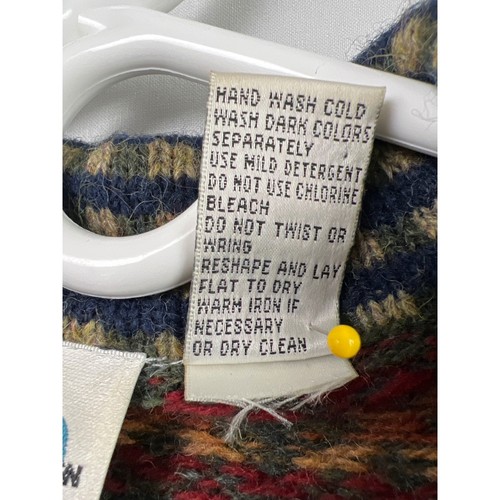 HAND WASH COLD
WASH DARK COLORS
SEPARATELY
USE MILD DETERGENT
DO NOT USE CHLORINE
BLEACH
DO NOT TWIST OR
WRING
RESHAPE AND LAY
FLAT TO DRY
WARM IRON IF
NECESSARY
OR DRY CLEAN